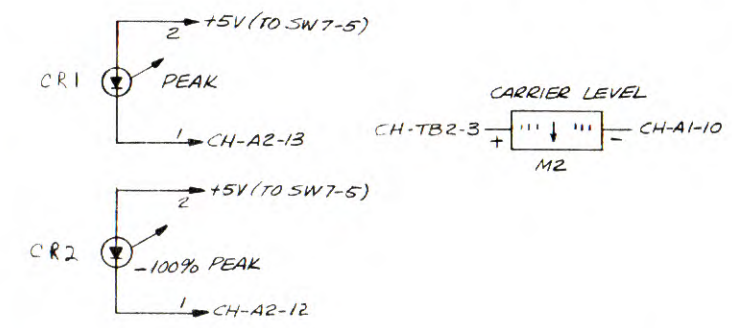 2 +5V (TO SW7-5)
CR1 PEAK
1 CH-A2-13
CARRIER LEVEL
CH-TB2-3 + - CH-A1-10
M2
2 +5V (TO SW7-5)
CR2
-100% PEAK
1 CH-A2-12